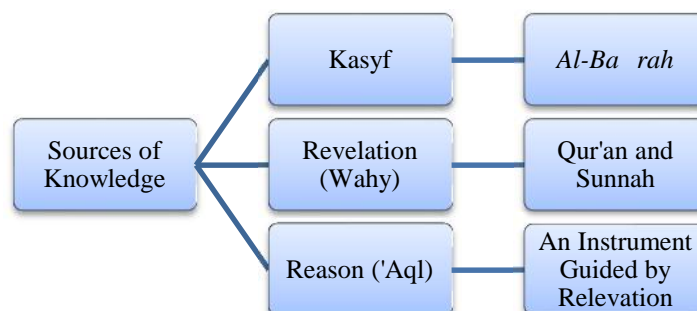 Kasyf
Al-Ba rah
Sources of
Knowledge
Revelation
(Wahy)
Qur'an and
Sunnah
Reason ('Aql)
An Instrument
Guided by
Relevation